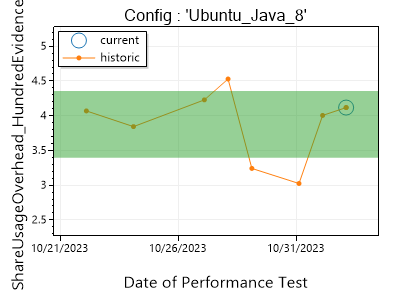 Config : 'Ubuntu_Java_8'
ShareUsageOverhead_HundredEvidence
current
historic
5
4.5
4
3.5
3
2.5
10/21/2023
10/26/2023
10/31/2023
Date of Performance Test